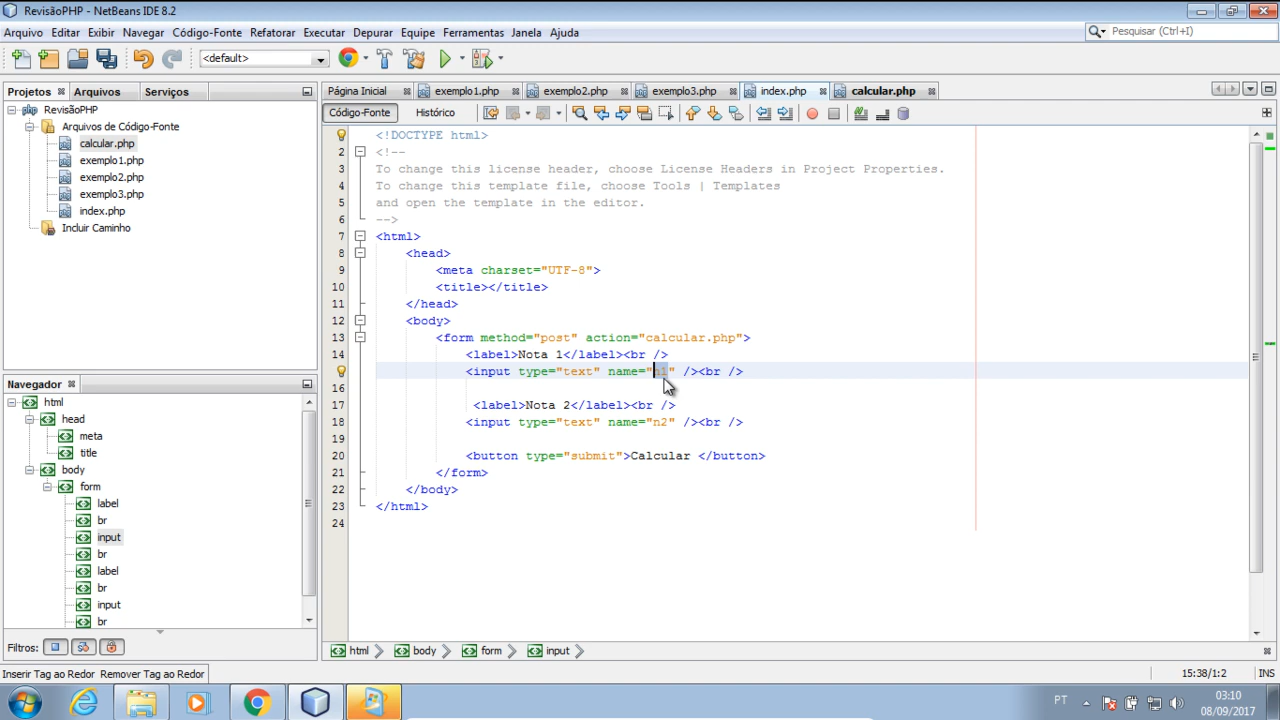 RevisãoPHP - NetBeans IDE 8.2
Arquivo Editar Exibir Navegar Código-Fonte Refatorar Executar Depurar Equipe Ferramentas Janela Ajuda
Pesquisar (Ctrl+I)
<default>
Projetos Arquivos Serviços
Página Inicial exemplo1.php exemplo2.php exemplo3.php index.php calcular.php
Código-Fonte Histórico
RevisãoPHP
Arquivos de Código-Fonte
calcular.php
exemplo1.php
exemplo2.php
exemplo3.php
index.php
Incluir Caminho
<!DOCTYPE html>
2 <!--
3 To change this license header, choose License Headers in Project Properties.
4 To change this template file, choose Tools | Templates
5 and open the template in the editor.
6 -->
7 <html>
8 <head>
9 <meta charset="UTF-8">
10 <title></title>
11 </head>
12 <body>
13 <form method="post" action="calcular.php">
14 <label>Nota 1</label><br />
<input type="text" name="n1" /><br />
16
17 <label>Nota 2</label><br />
18 <input type="text" name="n2" /><br />
19
20 <button type="submit">Calcular </button>
21 </form>
22 </body>
23 </html>
24
Navegador
html
head
meta
title
body
form
label
br
input
br
label
br
input
br
Filtros:
html body form input
Inserir Tag ao Redor Remover Tag ao Redor
15:38/1:2 INS
PT
03:10
08/09/2017